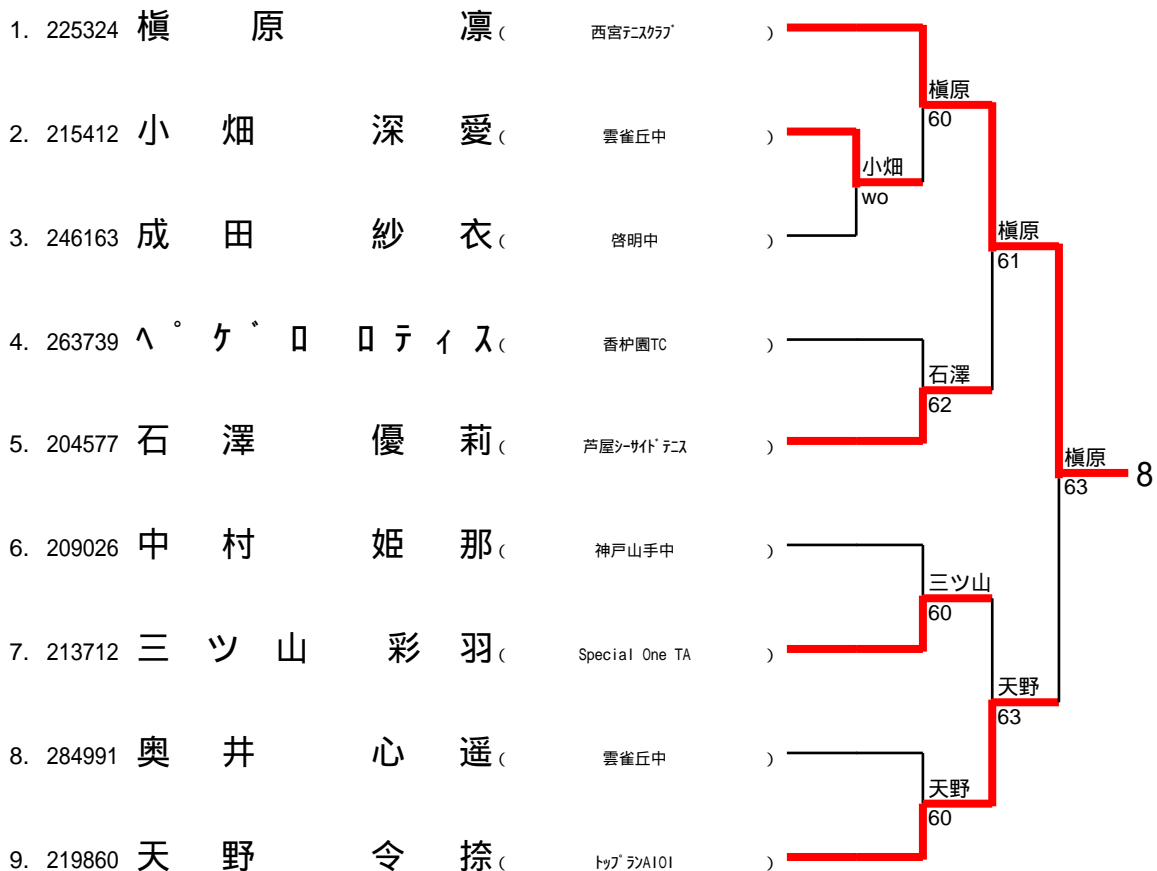 1. 225324 槇原 凛( 西宮ﾃﾆｽｸﾗﾌﾞ )
槇原
60
2. 215412 小畑 深愛( 雲雀丘中 )
小畑
wo
3. 246163 成田 紗衣( 啓明中 )
槇原
61
4. 263739 ﾍﾟｹﾞﾛ ﾛﾃｨｽ( 香枦園TC )
石澤
62
5. 204577 石澤 優莉( 芦屋ｼｰｻｲﾄﾞﾃﾆｽ )
槇原
63
8
6. 209026 中村 姫那( 神戸山手中 )
三ツ山
60
7. 213712 三ツ山 彩羽( Special One TA )
天野
63
8. 284991 奥井 心遥( 雲雀丘中 )
天野
60
9. 219860 天野 令捺( ﾄｯﾌﾟﾗﾝAIOI )